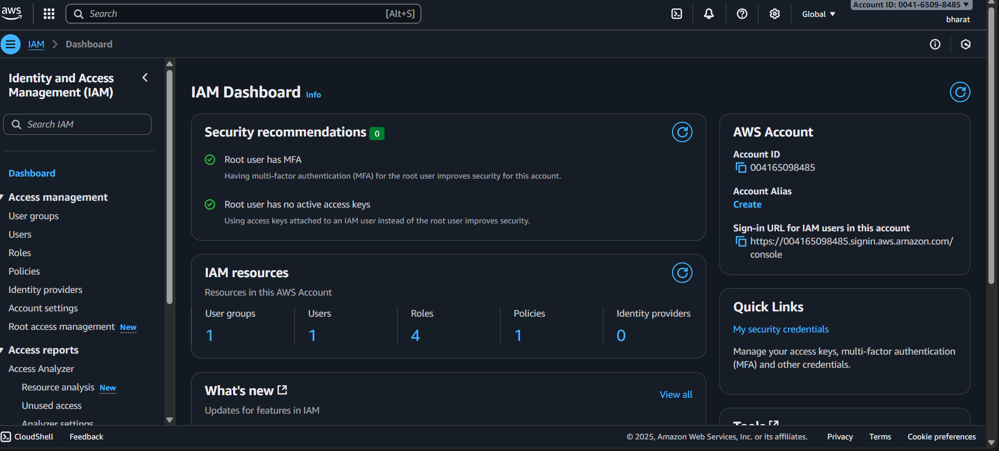 aws
Search
[Alt+S]
Global
Account ID: 0041-6509-8485
bharat
IAM
Dashboard
Identity and Access
Management (IAM)
Search IAM
Dashboard
Access management
User groups
Users
Roles
Policies
Identity providers
Account settings
Root access management New
Access reports
Access Analyzer
Resource analysis New
Unused access
Analyzer settings
IAM Dashboard Info
Security recommendations 0
Root user has MFA
Having multi-factor authentication (MFA) for the root user improves security for this account.
Root user has no active access keys
Using access keys attached to an IAM user instead of the root user improves security.
IAM resources
Resources in this AWS Account
User groups
1
Users
1
Roles
4
Policies
1
Identity providers
0
What's new
View all
Updates for features in IAM
AWS Account
Account ID
004165098485
Account Alias
Create
Sign-in URL for IAM users in this account
https://004165098485.signin.aws.amazon.com/
console
Quick Links
My security credentials
Manage your access keys, multi-factor authentication
(MFA) and other credentials.
Tools
CloudShell
Feedback
© 2025, Amazon Web Services, Inc. or its affiliates.
Privacy
Terms
Cookie preferences